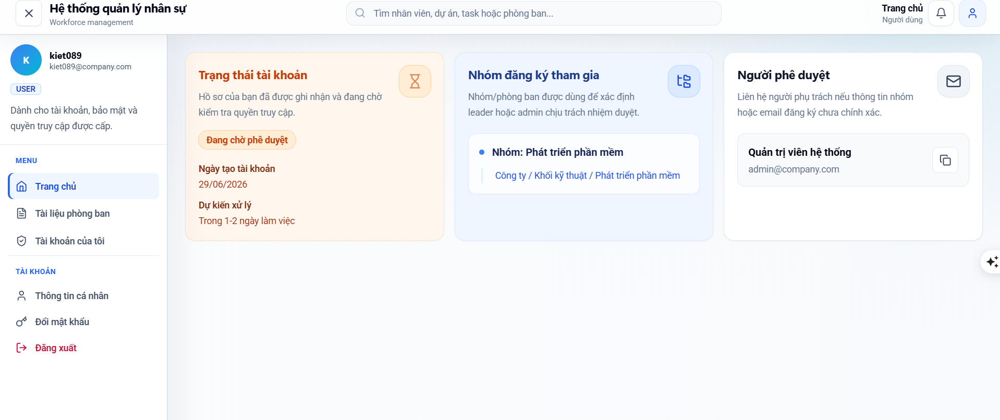 Hệ thống quản lý nhân sự
Workforce management
Tìm nhân viên, dự án, task hoặc phòng ban...
Trang chủ
Người dùng
K
kiet089
kiet089@company.com
USER
Dành cho tài khoản, bảo mật và
quyền truy cập được cấp.
MENU
Trang chủ
Tài liệu phòng ban
Tài khoản của tôi
TÀI KHOẢN
Thông tin cá nhân
Đổi mật khẩu
Đăng xuất
Trạng thái tài khoản
Hồ sơ của bạn đã được ghi nhận và đang chờ
kiểm tra quyền truy cập.
Đang chờ phê duyệt
Ngày tạo tài khoản
29/06/2026
Dự kiến xử lý
Trong 1-2 ngày làm việc
Nhóm đăng ký tham gia
Nhóm/phòng ban được dùng để xác định
leader hoặc admin chịu trách nhiệm duyệt.
Nhóm: Phát triển phần mềm
Công ty / Khối kỹ thuật / Phát triển phần mềm
Người phê duyệt
Liên hệ người phụ trách nếu thông tin nhóm
hoặc email đăng ký chưa chính xác.
Quản trị viên hệ thống
admin@company.com